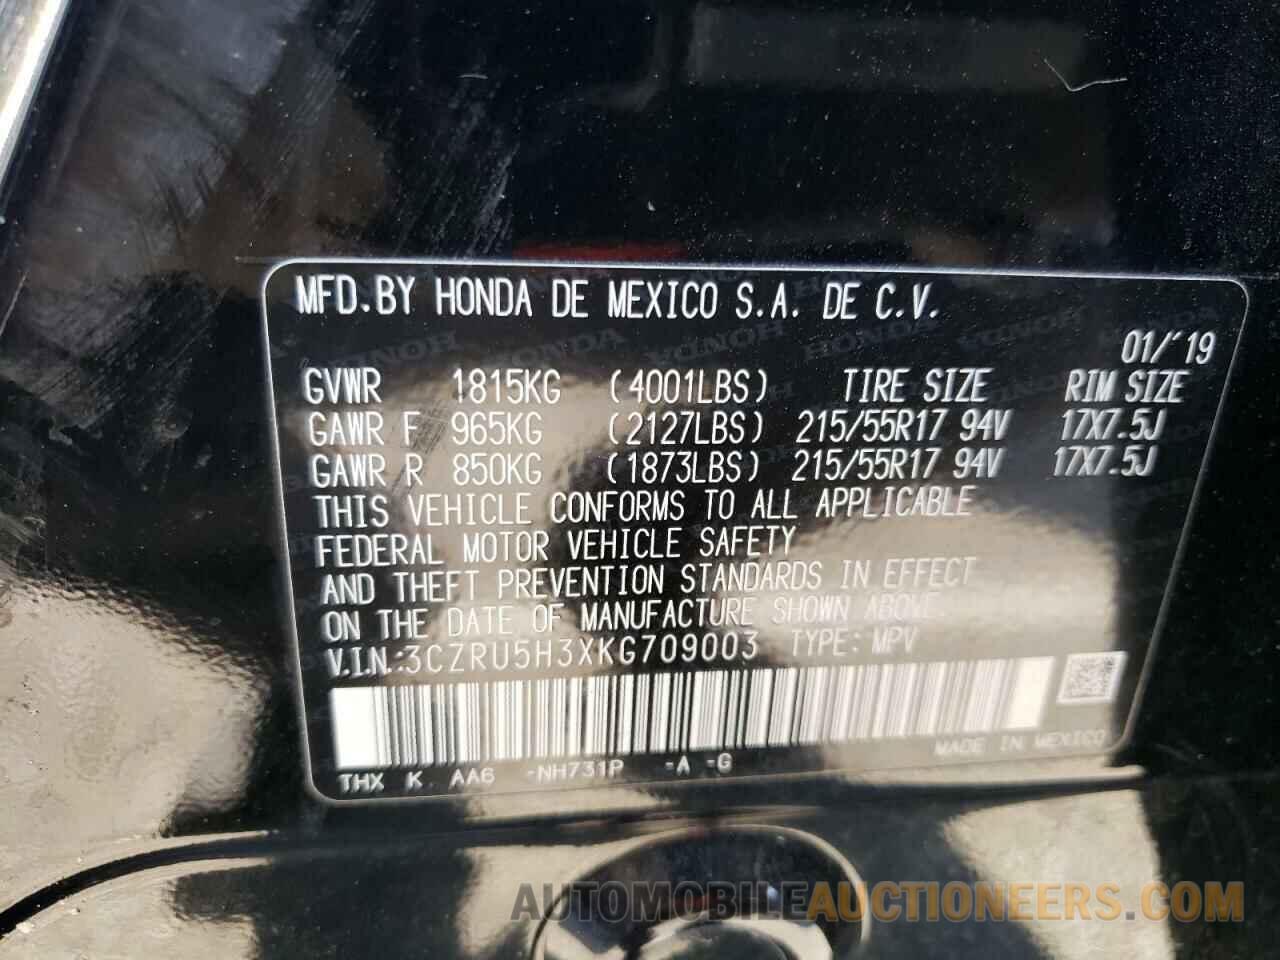 MFD.BY HONDA DE MEXICO S.A. DE C.V.
01/'19
GVWR 1815KG (4001LBS) TIRE SIZE RIM SIZE
GAWR F 965KG (2127LBS) 215/55R17 94V 17X7.5J
GAWR R 850KG (1873LBS) 215/55R17 94V 17X7.5J
THIS VEHICLE CONFORMS TO ALL APPLICABLE
FEDERAL MOTOR VEHICLE SAFETY
AND THEFT PREVENTION STANDARDS IN EFFECT
ON THE DATE OF MANUFACTURE SHOWN ABOVE.
V.I.N.:3CZRU5H3XKG709003 TYPE: MPV
MADE IN MEXICO
THX K AA6 -NH731P -A -G
AUTOMOBILEAUCTIONEERS.COM